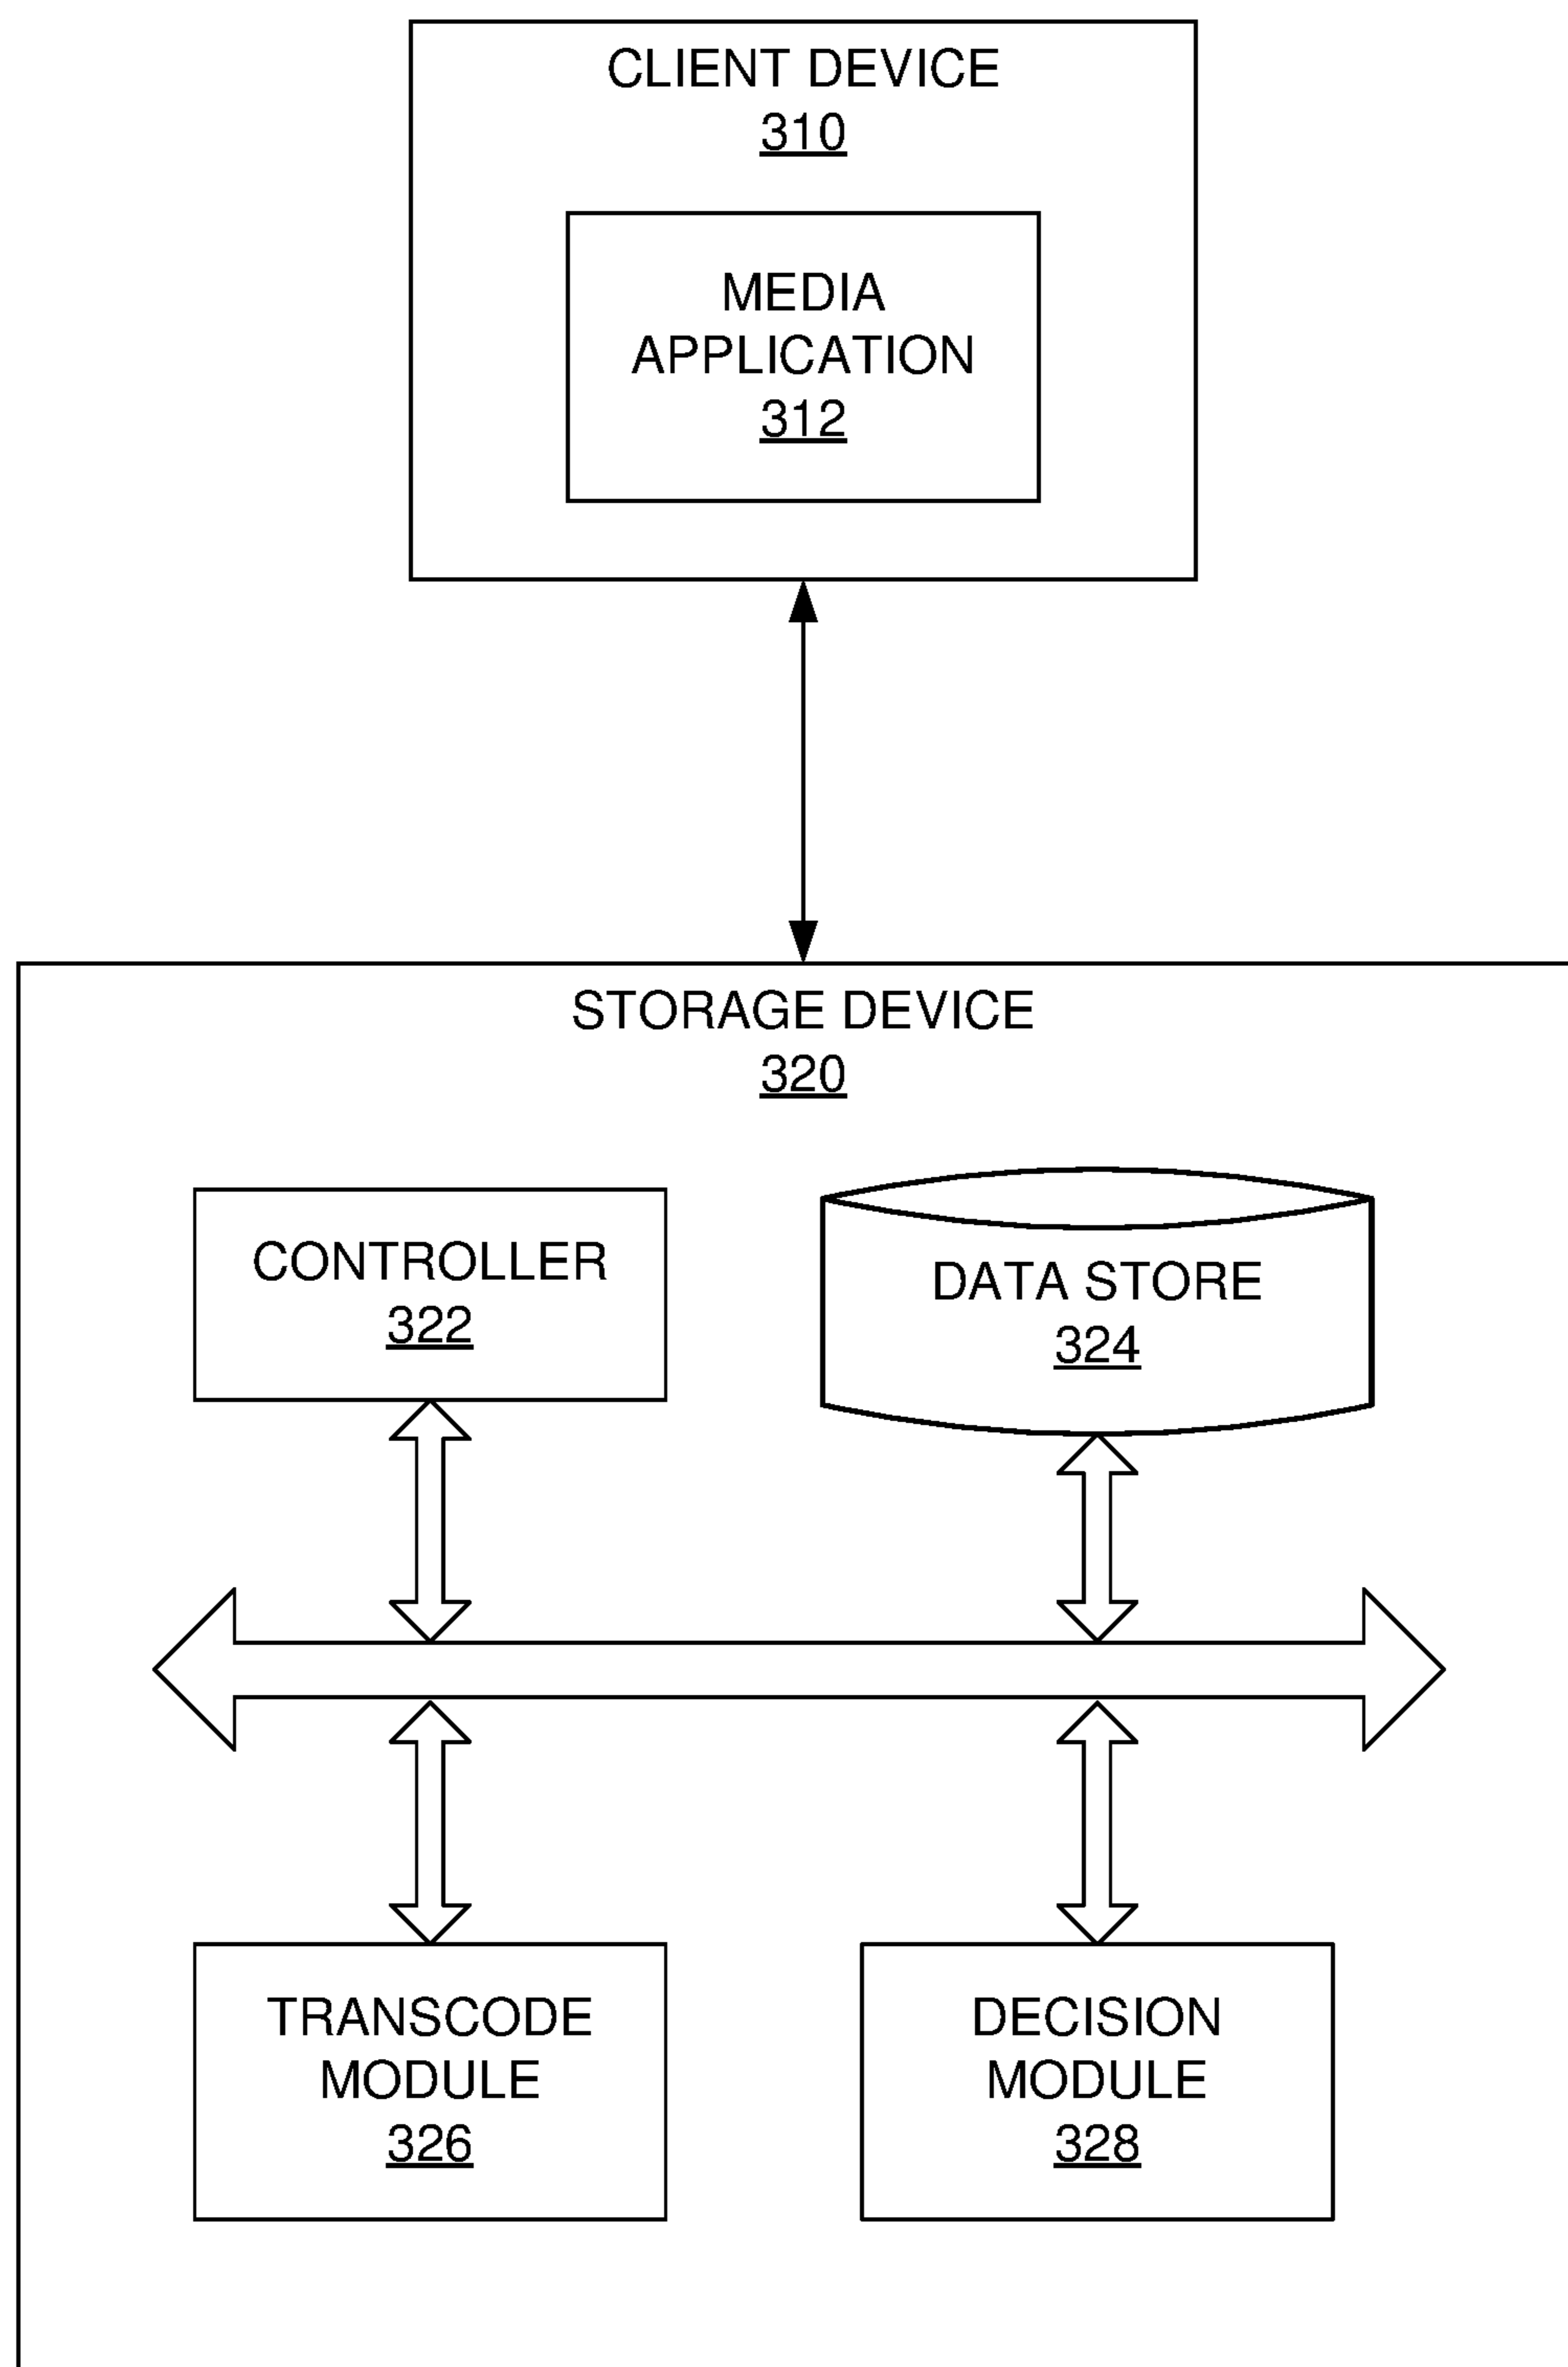 CLIENT DEVICE
310
MEDIA
APPLICATION
312
STORAGE DEVICE
320
CONTROLLER
322
DATA STORE
324
TRANSCODE
MODULE
326
DECISION
MODULE
328